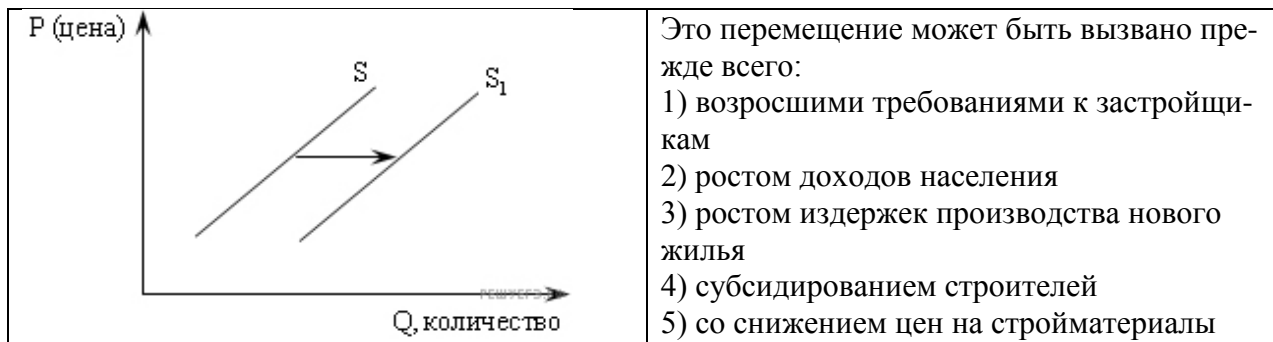 P (цена)
S
S1
Q, количество
Это перемещение может быть вызвано пре-
жде всего:
1) возросшими требованиями к застройщи-
кам
2) ростом доходов населения
3) ростом издержек производства нового
жилья
4) субсидированием строителей
5) со снижением цен на стройматериалы